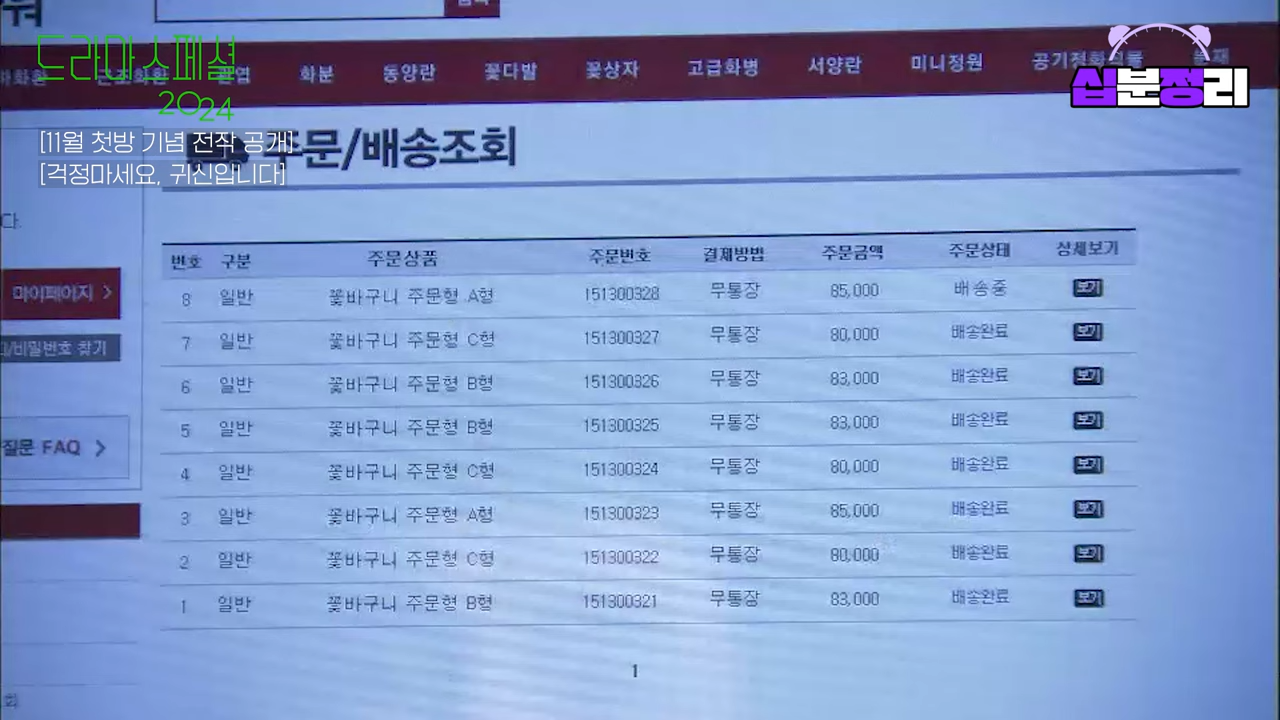 드라마 스페셜
2024
[11월 첫방 기념 전작 공개]
[걱정마세요, 귀신입니다]
십분정리
근조화환 화분 동양란 꽃다발 꽃상자 고급화병 서양란 미니정원
주문/배송조회
마이페이지 >
비밀번호 찾기
질문 FAQ >
번호 구분 주문상품 주문번호 결제방법 주문금액 주문상태 상세보기
8 일반 꽃바구니 주문형 A형 151300328 무통장 85,000 배송중 보기
7 일반 꽃바구니 주문형 C형 151300327 무통장 80,000 배송완료 보기
6 일반 꽃바구니 주문형 B형 151300326 무통장 83,000 배송완료 보기
5 일반 꽃바구니 주문형 B형 151300325 무통장 83,000 배송완료 보기
4 일반 꽃바구니 주문형 C형 151300324 무통장 80,000 배송완료 보기
3 일반 꽃바구니 주문형 A형 151300323 무통장 85,000 배송완료 보기
2 일반 꽃바구니 주문형 C형 151300322 무통장 80,000 배송완료 보기
1 일반 꽃바구니 주문형 B형 151300321 무통장 83,000 배송완료 보기
1